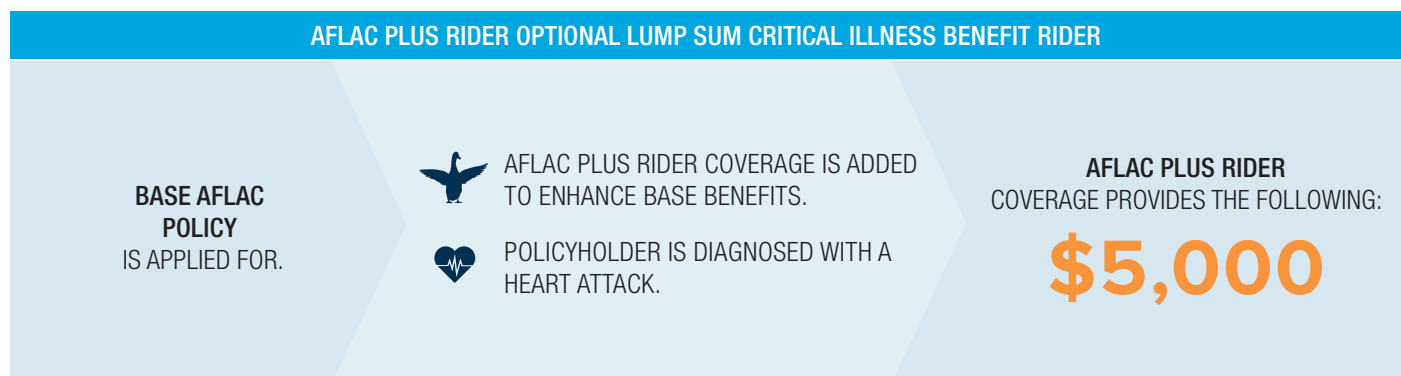 AFLAC PLUS RIDER OPTIONAL LUMP SUM CRITICAL ILLNESS BENEFIT RIDER
BASE AFLAC
POLICY
IS APPLIED FOR.
AFLAC PLUS RIDER COVERAGE IS ADDED
TO ENHANCE BASE BENEFITS.
POLICYHOLDER IS DIAGNOSED WITH A
HEART ATTACK.
AFLAC PLUS RIDER
COVERAGE PROVIDES THE FOLLOWING:
$5,000